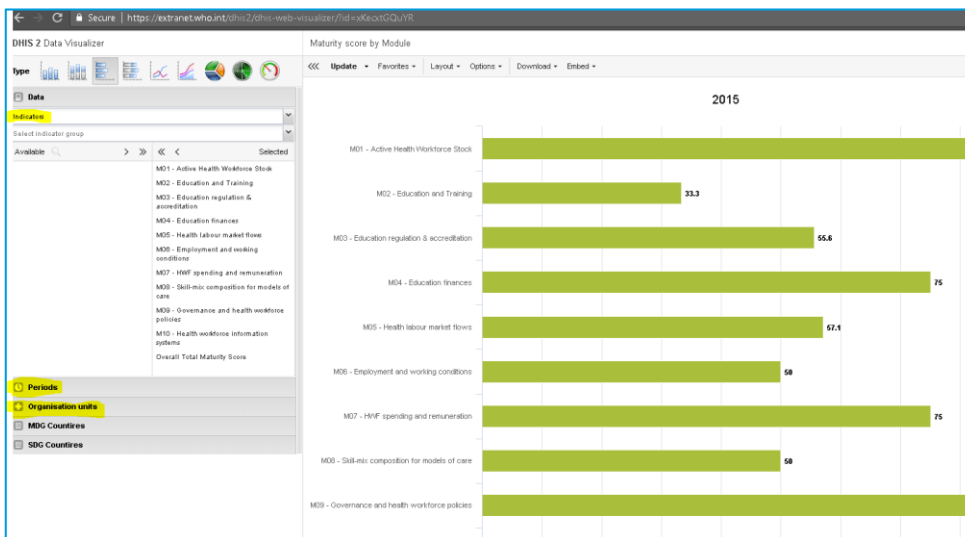 Secure | https://extranet.who.int/dhis2/dhis-web-visualizer/?id=xKecxtGQuYR
DHIS 2 Data Visualizer
Maturity score by Module
Type
Update
Favorites
Layout
Options
Download
Embed
Data
Indicators
Select indicator group
Available
Selected
M01 - Active Health Workforce Stock
M02 - Education and Training
M03 - Education regulation &
accreditation
M04 - Education finances
M05 - Health labour market flows
M06 - Employment and working
conditions
M07 - HWF spending and remuneration
M08 - Skill-mix composition for models of
care
M09 - Governance and health workforce
policies
M10 - Health workforce information
systems
Overall Total Maturity Score
Periods
Organisation units
MDG Countires
SDG Countires
2015
M01 - Active Health Workforce Stock
M02 - Education and Training
33.3
M03 - Education regulation & accreditation
55.6
M04 - Education finances
75
M05 - Health labour market flows
57.1
M06 - Employment and working conditions
50
M07 - HWF spending and remuneration
75
M08 - Skill-mix composition for models of care
50
M09 - Governance and health workforce policies